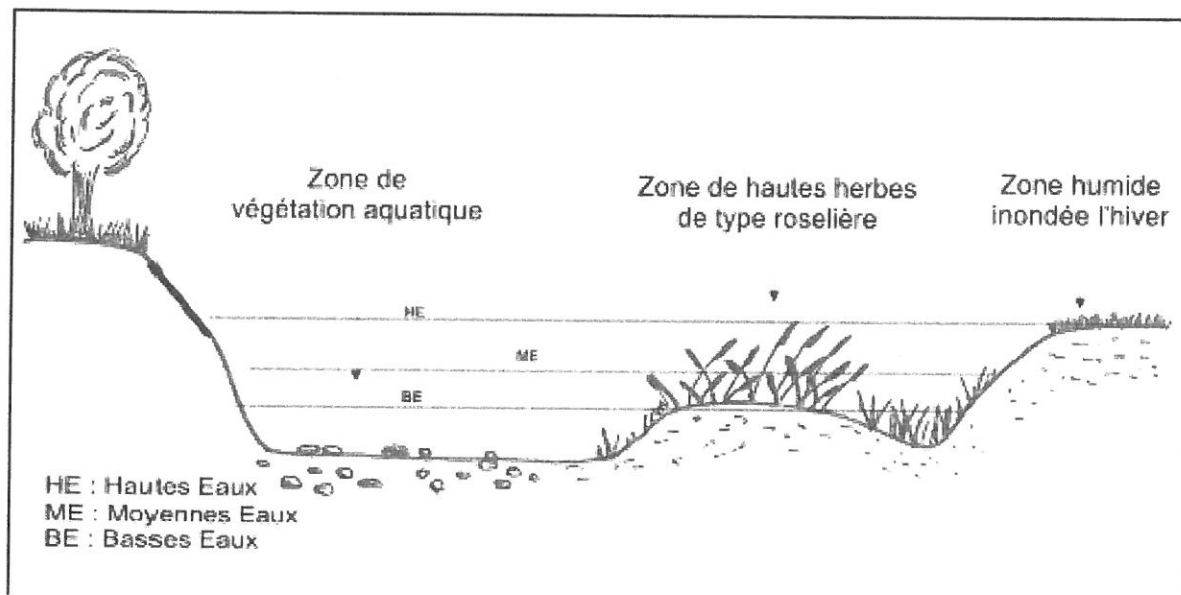 Zone de
végétation aquatique
Zone de hautes herbes
de type roselière
Zone humide
inondée l'hiver
HE
ME
BE
HE : Hautes Eaux
ME : Moyennes Eaux
BE : Basses Eaux